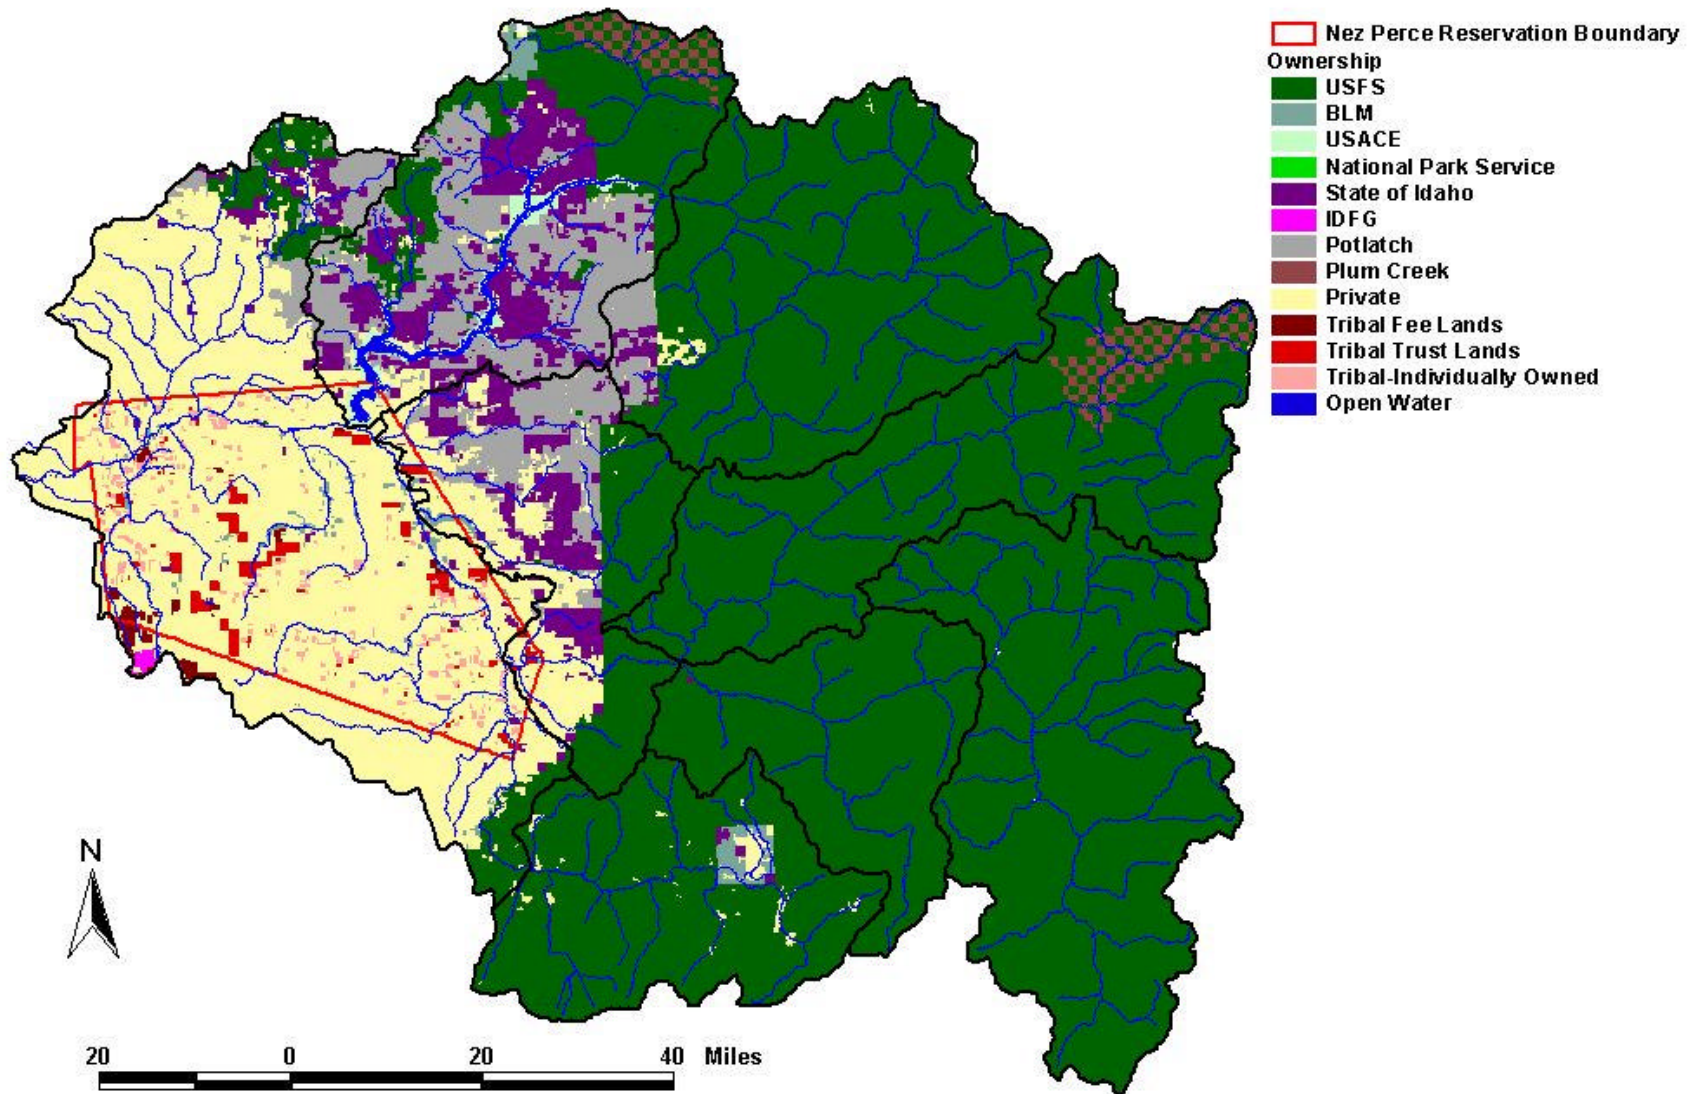 Nez Perce Reservation Boundary
Ownership
USFS
BLM
USACE
National Park Service
State of Idaho
IDFG
Potlatch
Plum Creek
Private
Tribal Fee Lands
Tribal Trust Lands
Tribal-Individually Owned
Open Water
N
20 0 20 40 Miles